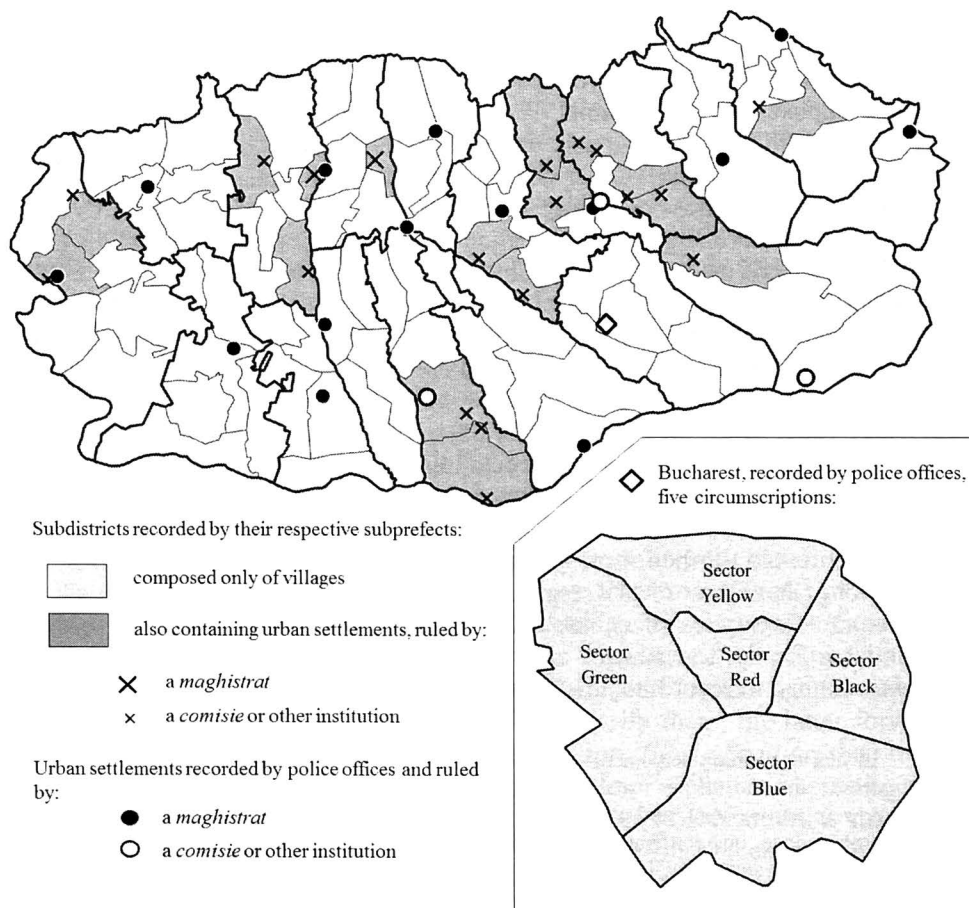 Bucharest, recorded by police offices,
five circumscriptions:
Subdistricts recorded by their respective subprefects:
composed only of villages
also containing urban settlements, ruled by:
a maghistrat
a comisie or other institution
Urban settlements recorded by police offices and ruled
by:
a maghistrat
a comisie or other institution
Sector
Yellow
Sector
Green
Sector
Red
Sector
Black
Sector
Blue